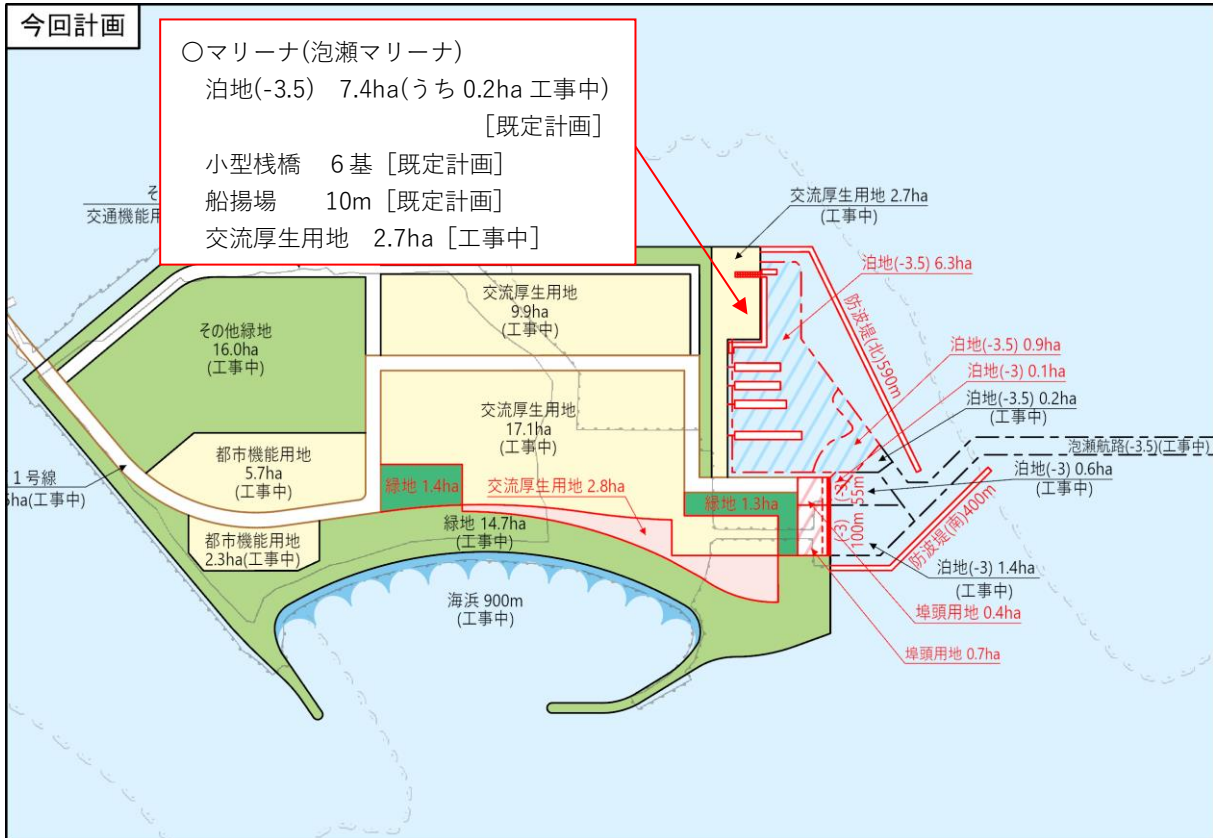 今回計画
○マリーナ(泡瀬マリーナ)
泊地(-3.5) 7.4ha(うち 0.2ha 工事中)
[既定計画]
小型桟橋 6基 [既定計画]
船揚場 10m [既定計画]
交流厚生用地 2.7ha [工事中]
そ
交通機能用
交流厚生用地 2.7ha
(工事中)
泊地(-3.5) 6.3ha
防波堤(北)590m
交流厚生用地
9.9ha
(工事中)
その他緑地
16.0ha
(工事中)
泊地(-3.5) 0.9ha
泊地(-3) 0.1ha
泊地(-3.5) 0.2ha
(工事中)
交流厚生用地
17.1ha
(工事中)
泡瀬航路(-3.5)(工事中)
都市機能用地
5.7ha
(工事中)
泊地(-3) 0.6ha
(工事中)
1号線
5ha(工事中)
緑地 1.4ha
交流厚生用地 2.8ha
緑地 1.3ha
(-3)
55m
(-3)
100m
防波堤(南)400m
緑地 14.7ha
(工事中)
都市機能用地
2.3ha(工事中)
泊地(-3) 1.4ha
(工事中)
海浜 900m
(工事中)
埠頭用地 0.4ha
埠頭用地 0.7ha